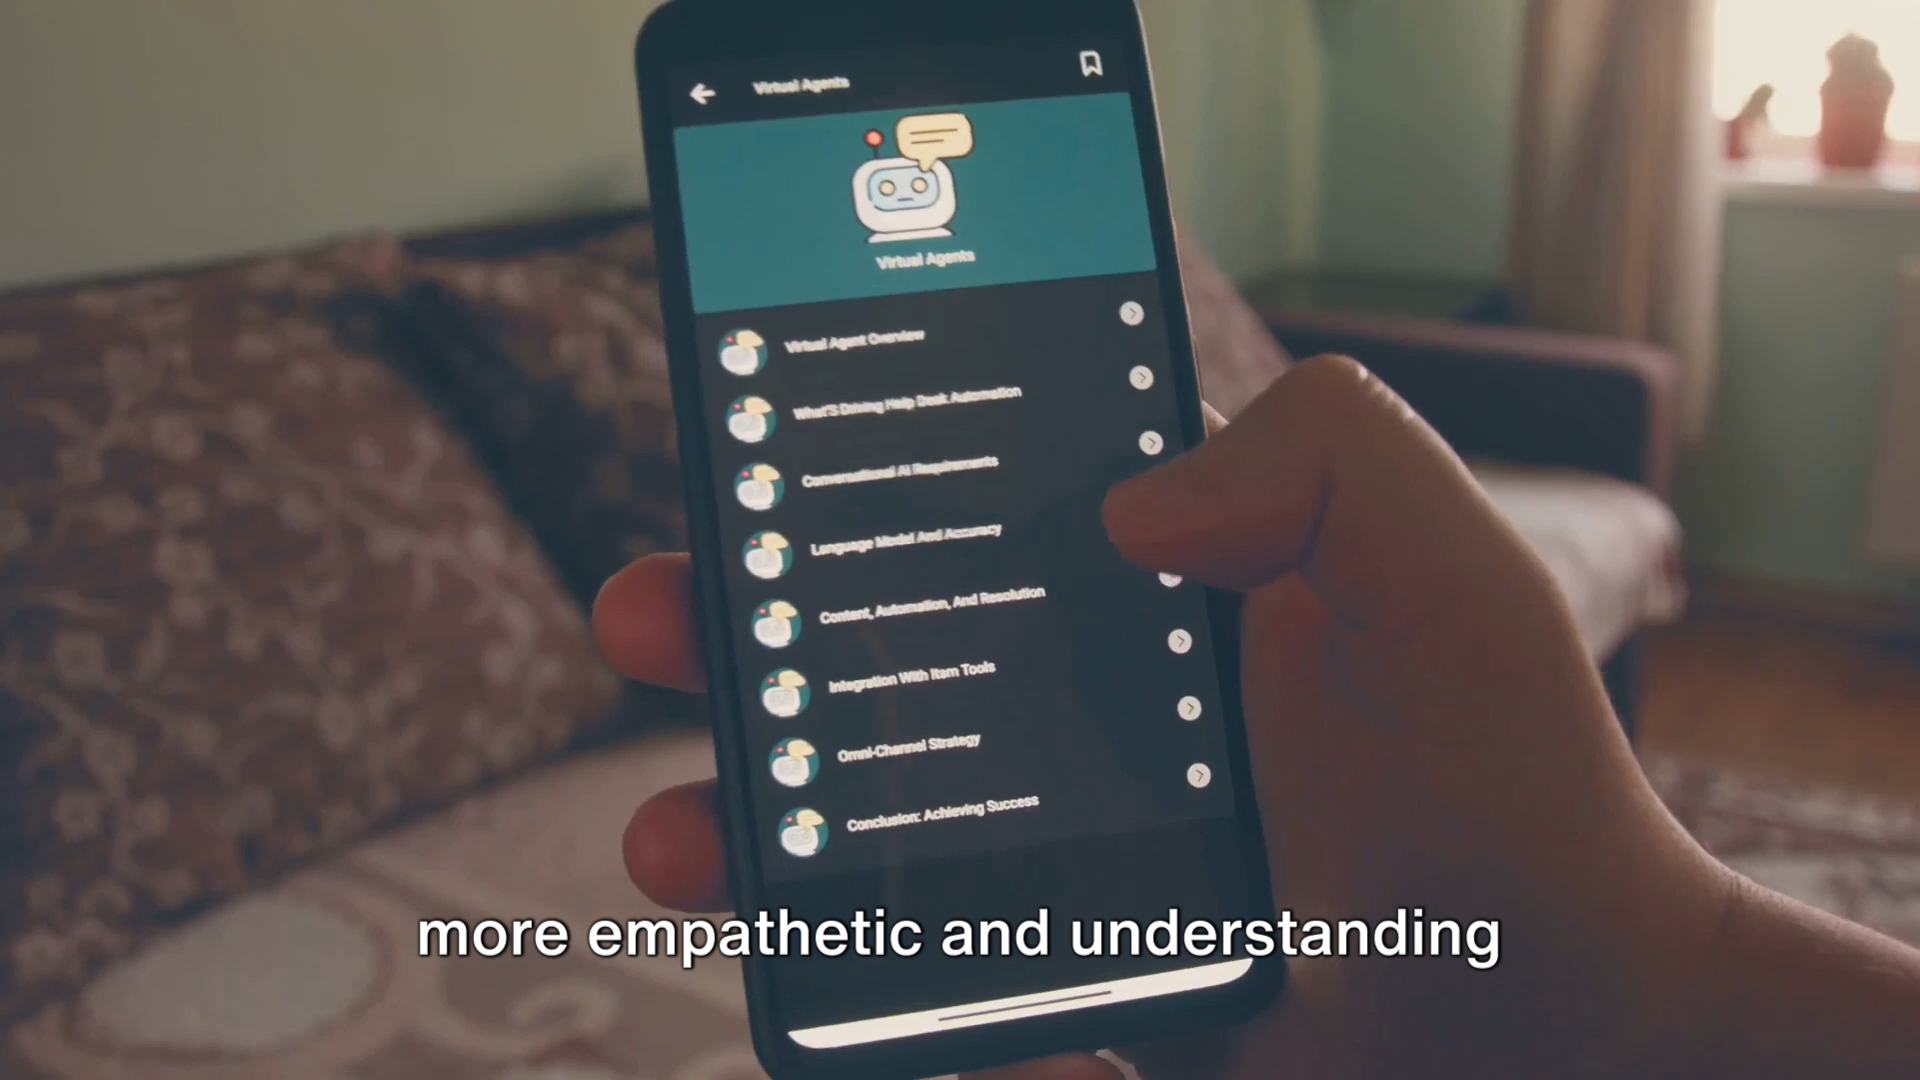 Virtual Agents
Virtual Agents
Virtual Agent Overview
What'S Driving Help Desk Automation
Conversational AI Requirements
Language Model And Accuracy
Content, Automation, And Resolution
Integration With Itsm Tools
Omni-Channel Strategy
Conclusion: Achieving Success
more empathetic and understanding